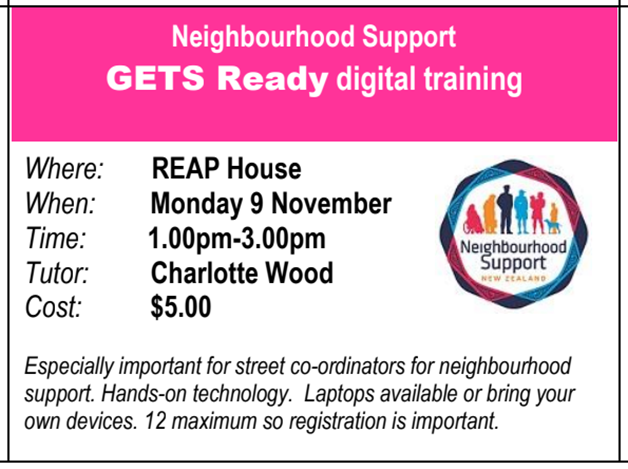 Neighbourhood Support
GETS Ready digital training
Where: REAP House
When: Monday 9 November
Time: 1.00pm-3.00pm
Tutor: Charlotte Wood
Cost: $5.00
Neighbourhood
Support
NEW ZEALAND
Especially important for street co-ordinators for neighbourhood
support. Hands-on technology.  Laptops available or bring your
own devices. 12 maximum so registration is important.